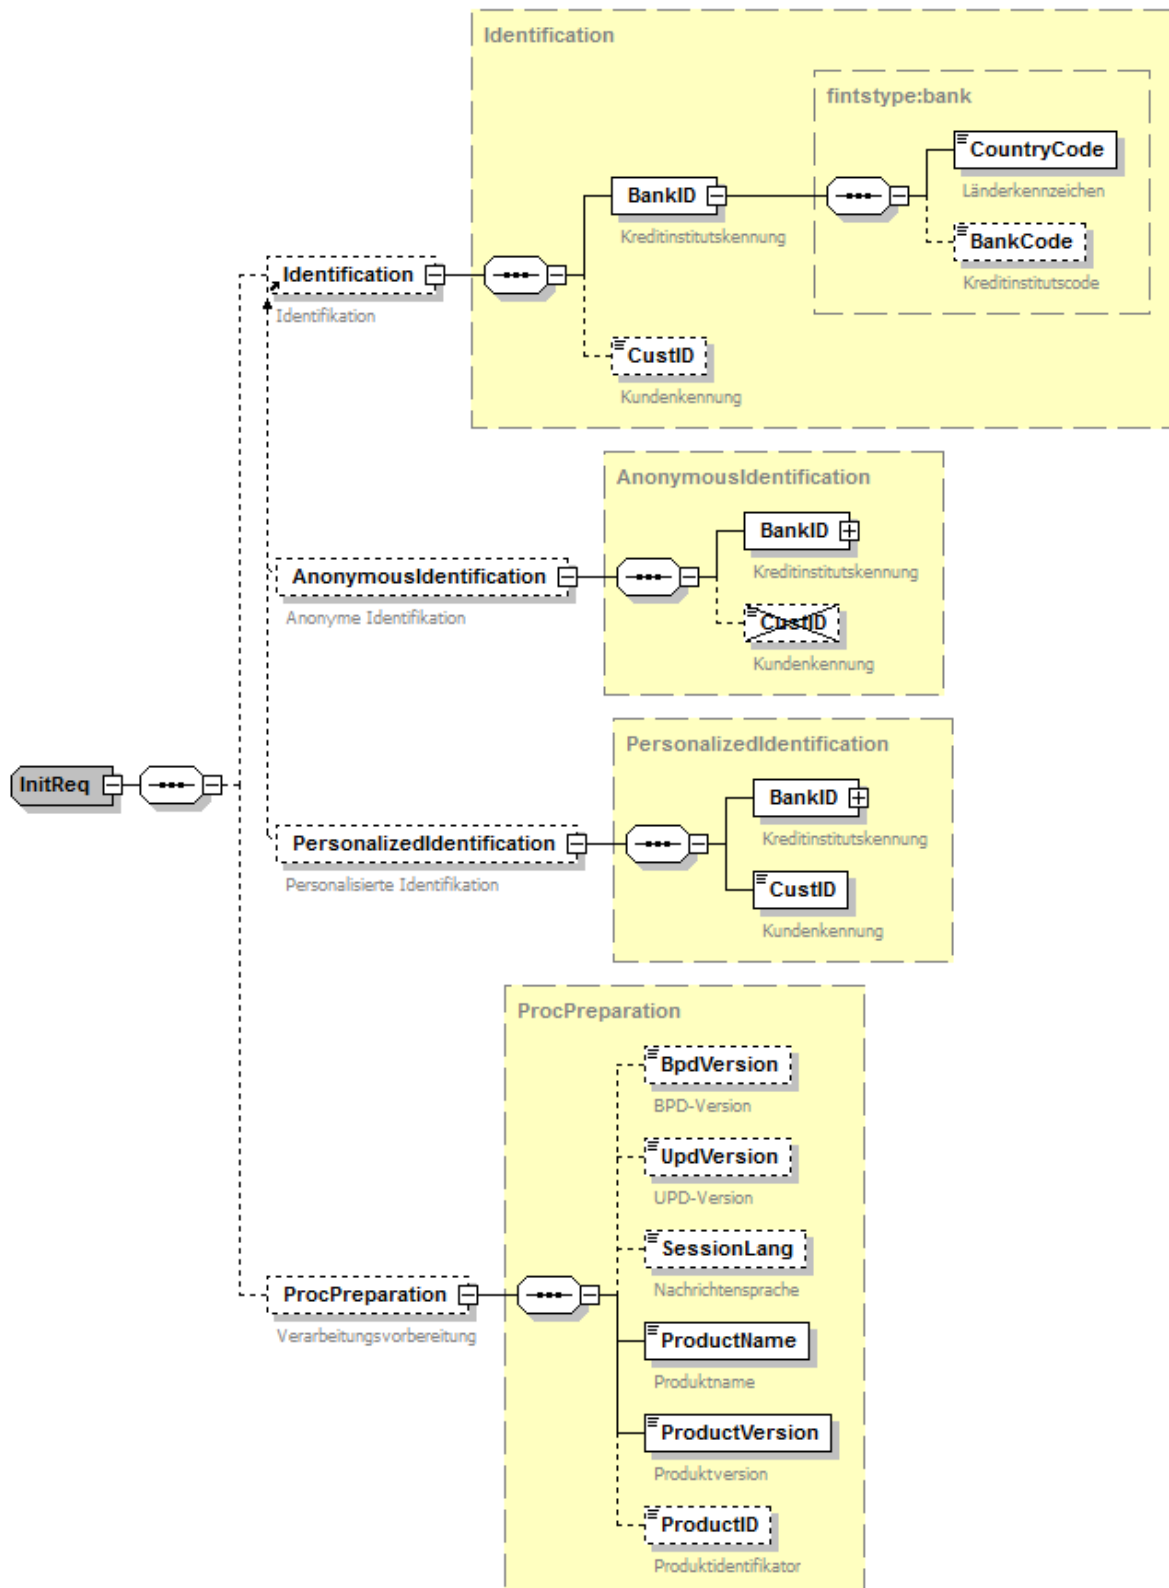 Identification
fintstype:bank
CountryCode
Länderkennzeichen
BankID
Kreditinstitutskennung
BankCode
Kreditinstitutscode
Identification
Identifikation
CustID
Kundenkennung
AnonymousIdentification
BankID
Kreditinstitutskennung
AnonymousIdentification
Anonyme Identifikation
CustID
Kundenkennung
PersonalizedIdentification
InitReq
BankID
Kreditinstitutskennung
PersonalizedIdentification
Personalisierte Identifikation
CustID
Kundenkennung
ProcPreparation
BpdVersion
BPD-Version
UpdVersion
UPD-Version
SessionLang
Nachrichtensprache
ProcPreparation
Verarbeitungsvorbereitung
ProductName
Produktname
ProductVersion
Produktversion
ProductID
Produktidentifikator